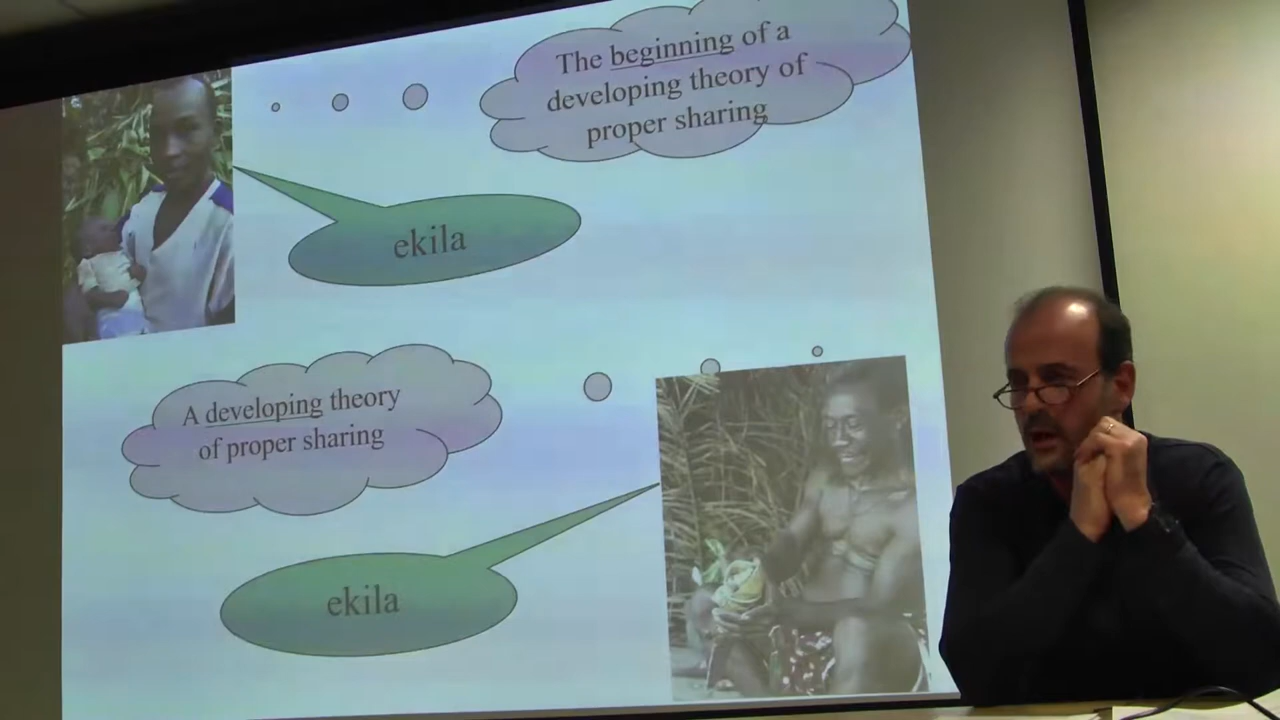 The beginning of a
developing theory of
proper sharing
ekila
A developing theory
of proper sharing
ekila